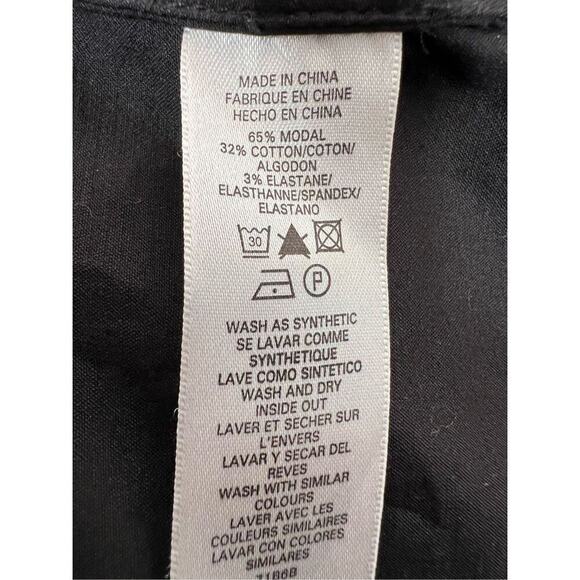 MADE IN CHINA
FABRIQUE EN CHINE
HECHO EN CHINA
65% MODAL
32% COTTON/COTON/
ALGODON
3% ELASTANE/
ELASTHANNE/SPANDEX/
ELASTANO
30
P
WASH AS SYNTHETIC
SE LAVAR COMME
SYNTHETIQUE
LAVE COMO SINTETICO
WASH AND DRY
INSIDE OUT
LAVER ET SECHER SUR
L'ENVERS
LAVAR Y SECAR DEL
REVES
WASH WITH SIMILAR
COLOURS
LAVER AVEC LES
COULEURS SIMILAIRES
LAVAR CON COLORES
SIMILARES